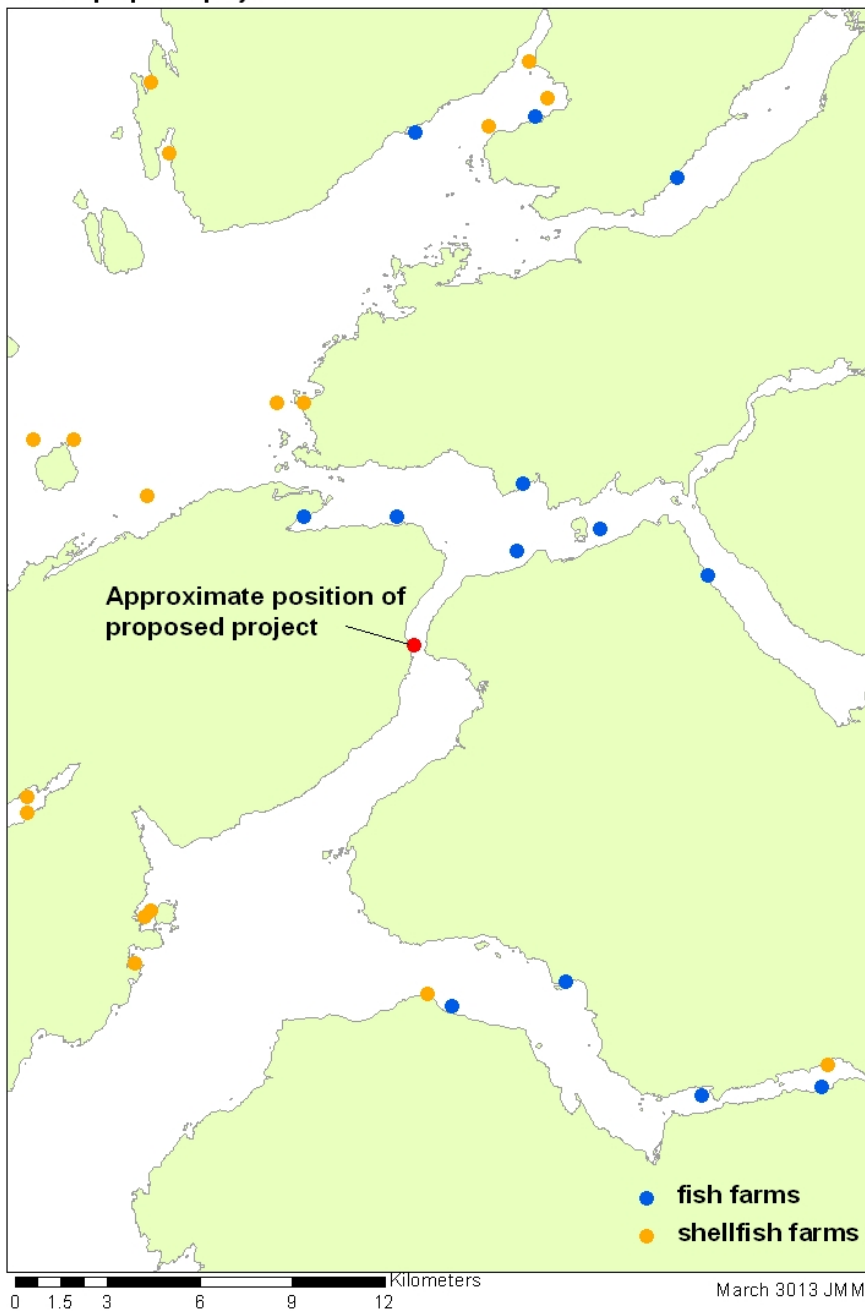 Approximate position of
proposed project
fish farms
shellfish farms
Kilometers
0 1.5 3 6 9 12
March 3013 JMM